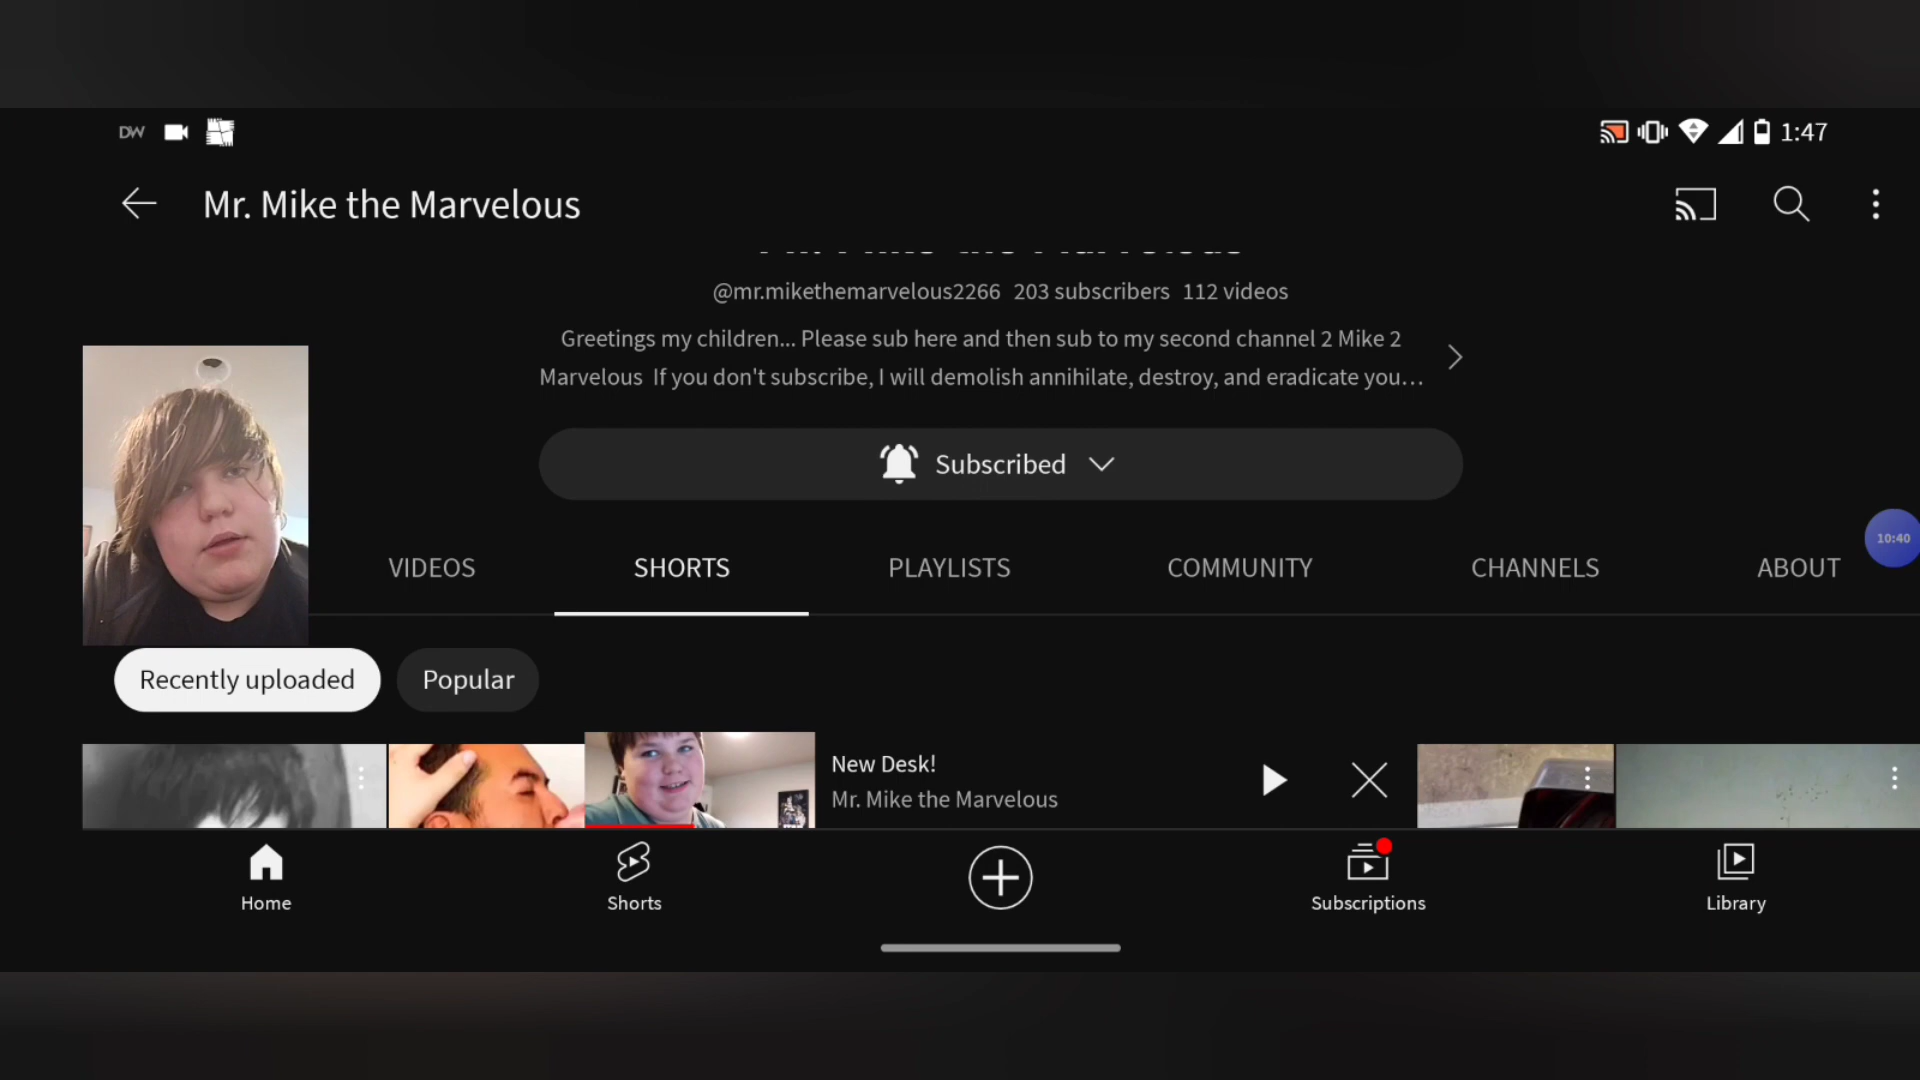 DW
1:47
Mr. Mike the Marvelous
@mr.mikethemarvelous2266 203 subscribers 112 videos
Greetings my children... Please sub here and then sub to my second channel 2 Mike 2
Marvelous If you don't subscribe, I will demolish annihilate, destroy, and eradicate you...
Subscribed
10:40
VIDEOS
SHORTS
PLAYLISTS
COMMUNITY
CHANNELS
ABOUT
Recently uploaded
Popular
New Desk!
Mr. Mike the Marvelous
Home
Shorts
Subscriptions
Library